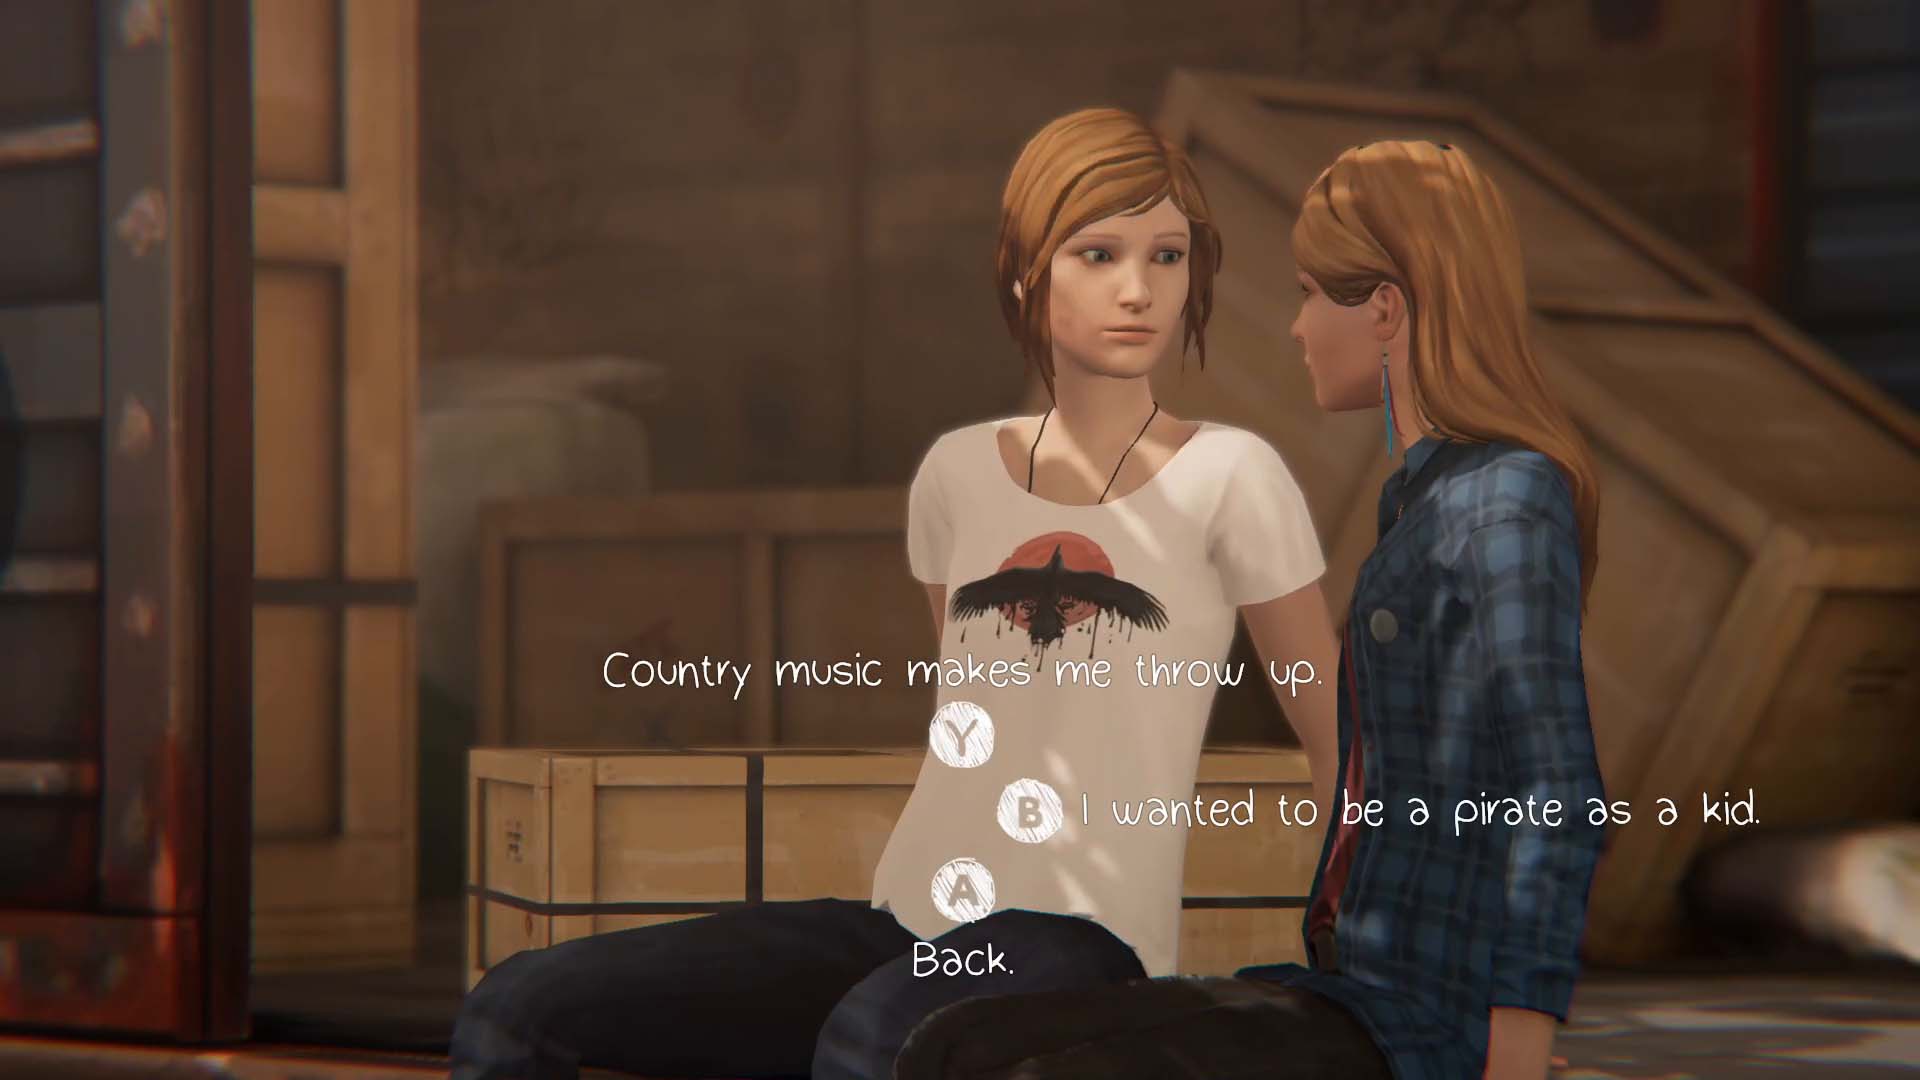 Country music makes me throw up.
Y
B I wanted to be a pirate as a kid.
A
Back.